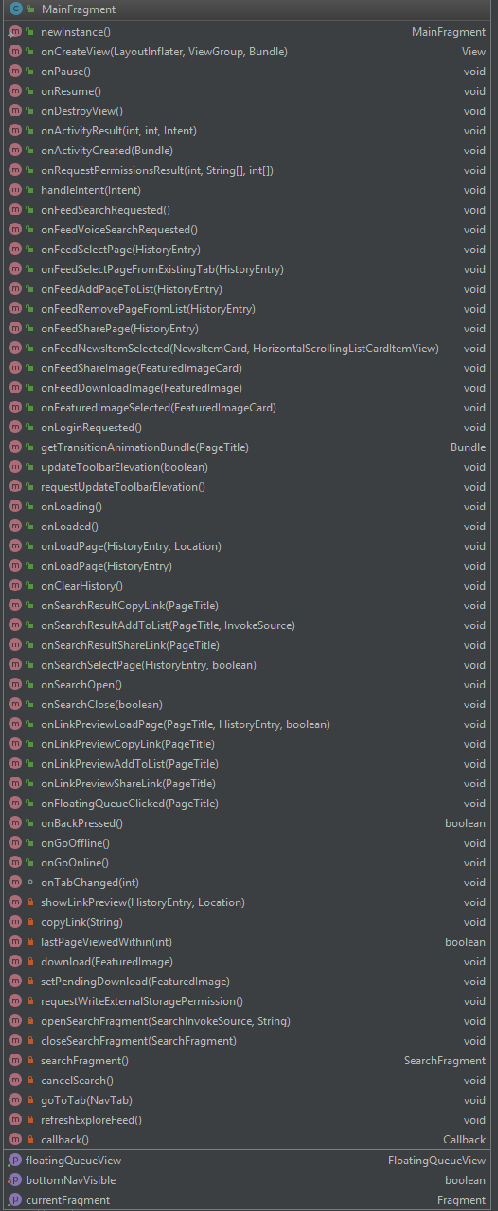 MainFragment
newInstance() MainFragment
onCreateView(LayoutInflater, ViewGroup, Bundle) View
onPause() void
onResume() void
onDestroyView() void
onActivityResult(int, int, Intent) void
onActivityCreated(Bundle) void
onRequestPermissionsResult(int, String[], int[]) void
handleIntent(Intent) void
onFeedSearchRequested() void
onFeedVoiceSearchRequested() void
onFeedSelectPage(HistoryEntry) void
onFeedSelectPageFromExistingTab(HistoryEntry) void
onFeedAddPageToList(HistoryEntry) void
onFeedRemovePageFromList(HistoryEntry) void
onFeedSharePage(HistoryEntry) void
onFeedNewsItemSelected(NewsItemCard, HorizontalScrollingListCardItemView) void
onFeedShareImage(FeaturedImageCard) void
onFeedDownloadImage(FeaturedImage) void
onFeaturedImageSelected(FeaturedImageCard) void
onLoginRequested() void
getTransitionAnimationBundle(PageTitle) Bundle
updateToolbarElevation(boolean) void
requestUpdateToolbarElevation() void
onLoading() void
onLoaded() void
onLoadPage(HistoryEntry, Location) void
onLoadPage(HistoryEntry) void
onClearHistory() void
onSearchResultCopyLink(PageTitle) void
onSearchResultAddToList(PageTitle, InvokeSource) void
onSearchResultShareLink(PageTitle) void
onSearchSelectPage(HistoryEntry, boolean) void
onSearchOpen() void
onSearchClose(boolean) void
onLinkPreviewLoadPage(PageTitle, HistoryEntry, boolean) void
onLinkPreviewCopyLink(PageTitle) void
onLinkPreviewAddToList(PageTitle) void
onLinkPreviewShareLink(PageTitle) void
onFloatingQueueClicked(PageTitle) void
onBackPressed() boolean
onGoOffline() void
onGoOnline() void
onTabChanged(int) void
showLinkPreview(HistoryEntry, Location) void
copyLink(String) void
lastPageViewedWithin(int) boolean
download(FeaturedImage) void
setPendingDownload(FeaturedImage) void
requestWriteExternalStoragePermission() void
openSearchFragment(SearchInvokeSource, String) void
closeSearchFragment(SearchFragment) void
searchFragment() SearchFragment
cancelSearch() void
goToTab(NavTab) void
refreshExploreFeed() void
callback() Callback
floatingQueueView FloatingQueueView
bottomNavVisible boolean
currentFragment Fragment